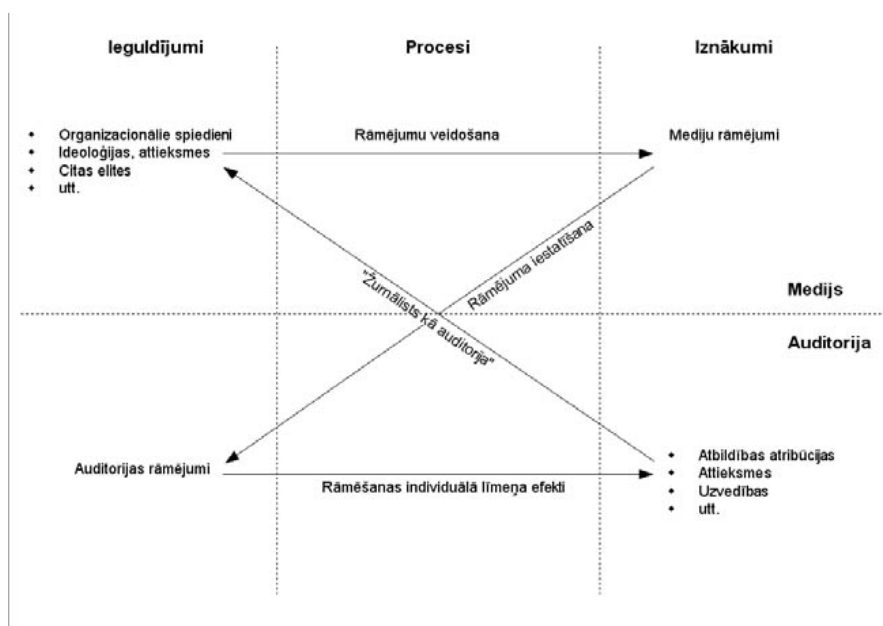 Ieguldījumi
Procesi
Iznākumi
Organizacionālie spiedieni
Ideoloģijas, attieksmes
Citas elites
utt.
Rāmējumu veidošana
Mediju rāmējumi
Rāmējuma iestatīšana
"Žurnālists kā auditorija"
Medijs
Auditorija
Auditorijas rāmējumi
Rāmēšanas individuālā līmeņa efekti
Atbildības atribūcijas
Attieksmes
Uzvedības
utt.